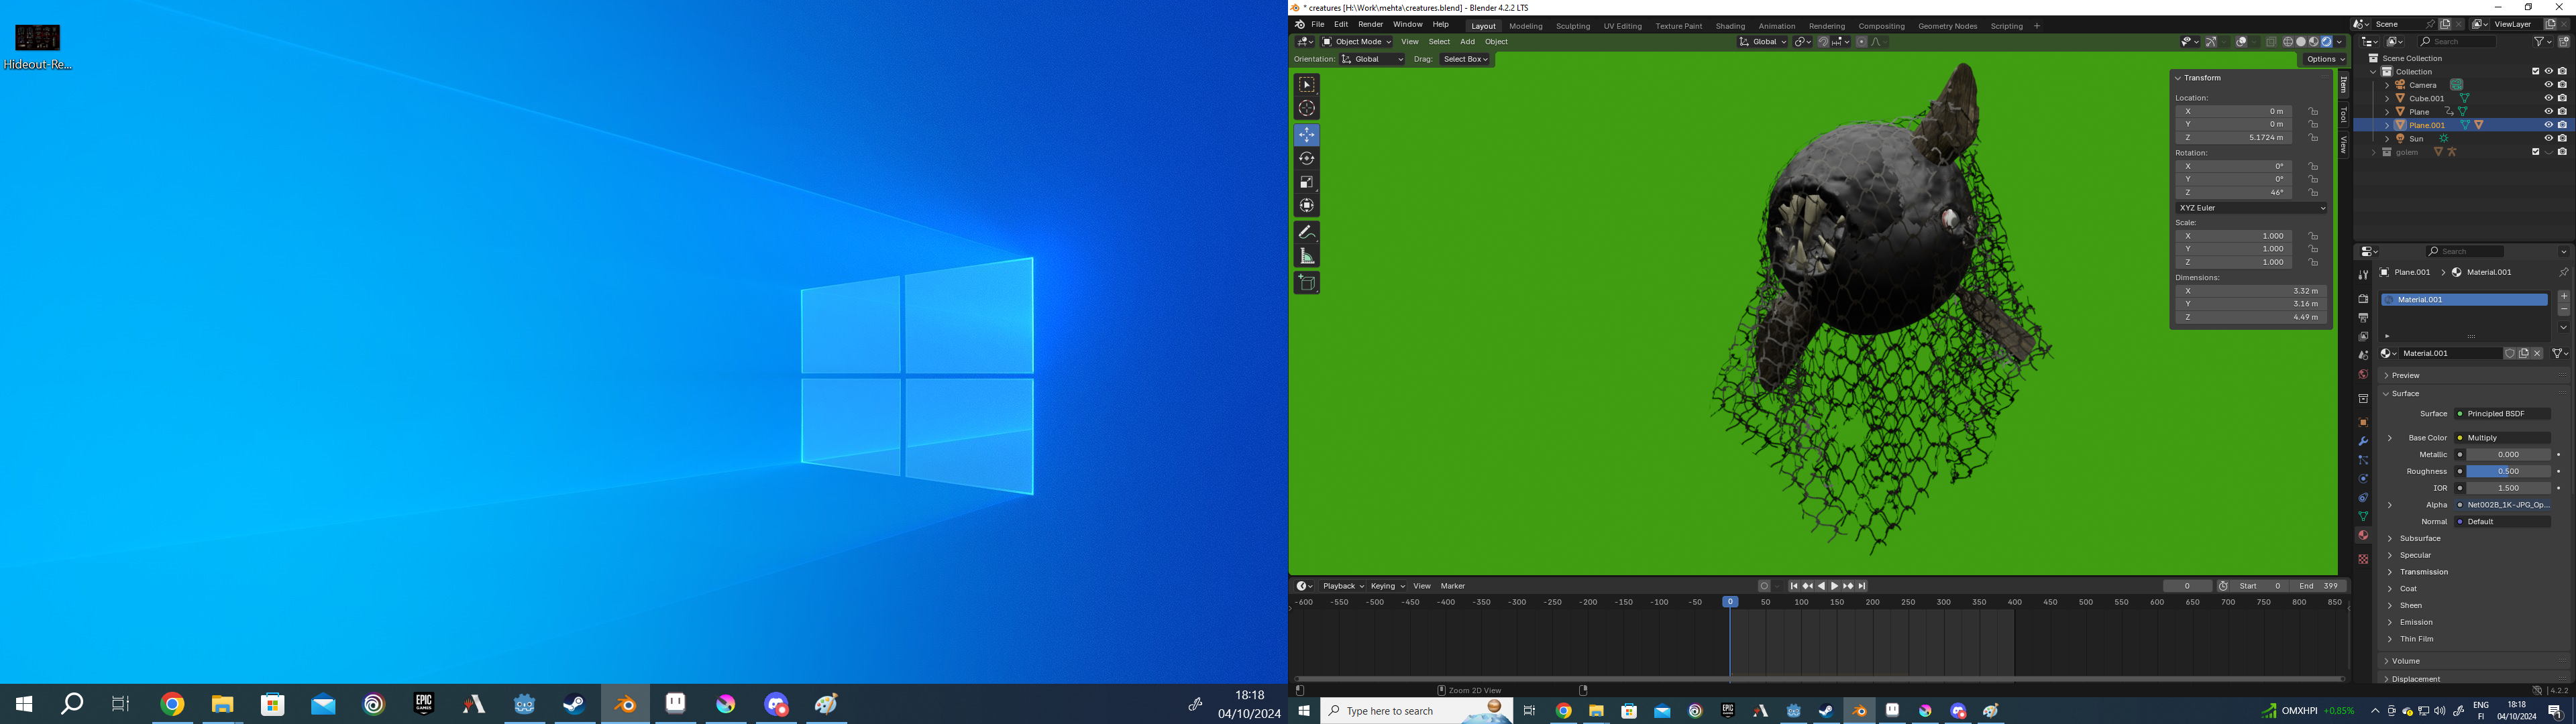 Hideout-Re...
18:18
04/10/2024
* creatures [H:\Work\mehta\creatures.blend] - Blender 4.2.2 LTS
File Edit Render Window Help Layout Modeling Sculpting UV Editing Texture Paint Shading Animation Rendering Compositing Geometry Nodes Scripting + Scene ViewLayer
Object Mode View Select Add Object Global
Orientation: Global Drag: Select Box Options
Transform
Location:
X 0 m
Y 0 m
Z 5.1724 m
Rotation:
X 0°
Y 0°
Z 46°
XYZ Euler
Scale:
X 1.000
Y 1.000
Z 1.000
Dimensions:
X 3.32 m
Y 3.16 m
Z 4.49 m
Item
Tool
View
Search
Scene Collection
Collection
Camera
Cube.001
Plane
Plane.001
Sun
golem
Search
Plane.001 > Material.001
Material.001
Material.001
Preview
Surface
Surface Principled BSDF
Base Color Multiply
Metallic 0.000
Roughness 0.500
IOR 1.500
Alpha Net002B_1K-JPG_Op...
Normal Default
Subsurface
Specular
Transmission
Coat
Sheen
Emission
Thin Film
Volume
Displacement
Playback Keying View Marker 0 Start 0 End 399
-600 -550 -500 -450 -400 -350 -300 -250 -200 -150 -100 -50 0 50 100 150 200 250 300 350 400 450 500 550 600 650 700 750 800 850
Zoom 2D View 4.2.2
Type here to search
EPIC GAMES
OMXHPI +0,85%
ENG
FI
18:18
04/10/2024